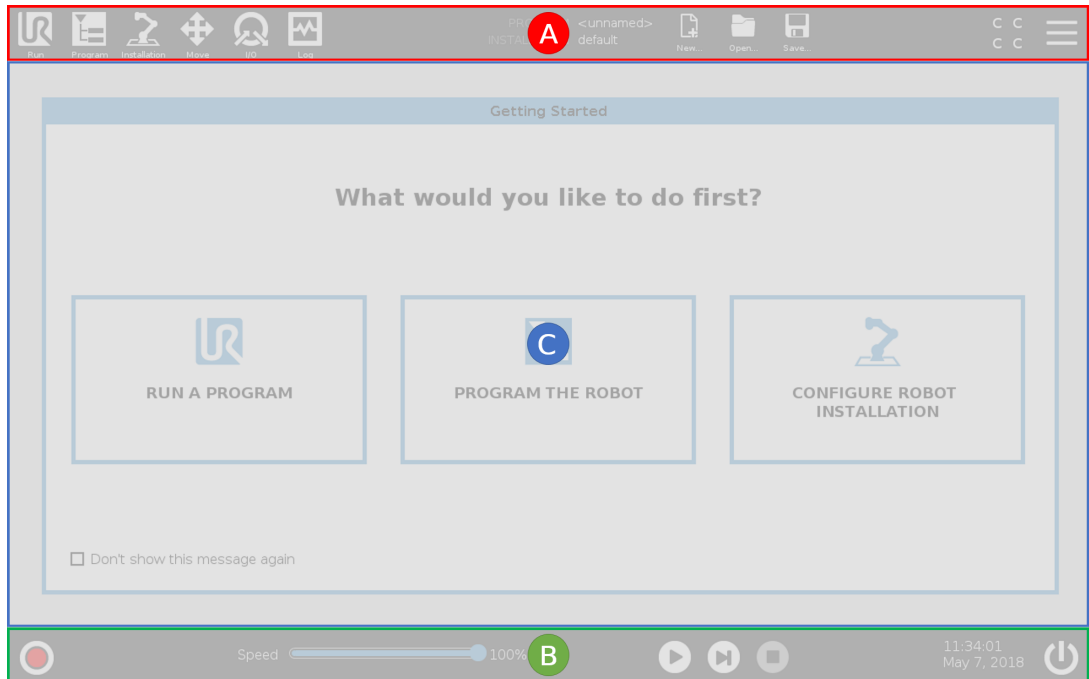 PRO <unnamed>
INSTAL default
A
Run Program Installation Move I/O Log New... Open... Save...
C C
C C
Getting Started
What would you like to do first?
C
RUN A PROGRAM
PROGRAM THE ROBOT
CONFIGURE ROBOT
INSTALLATION
Don't show this message again
Speed 100% B
11:34:01
May 7, 2018